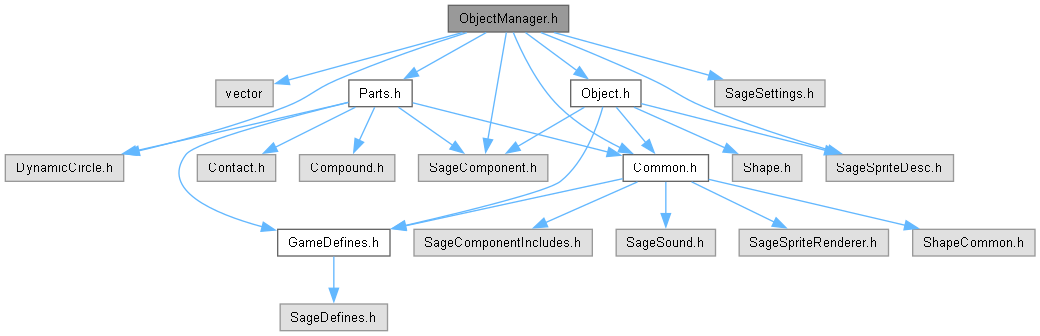 ObjectManager.h
vector
Parts.h
Object.h
SageSettings.h
DynamicCircle.h
Contact.h
Compound.h
SageComponent.h
Common.h
Shape.h
SageSpriteDesc.h
GameDefines.h
SageComponentIncludes.h
SageSound.h
SageSpriteRenderer.h
ShapeCommon.h
SageDefines.h